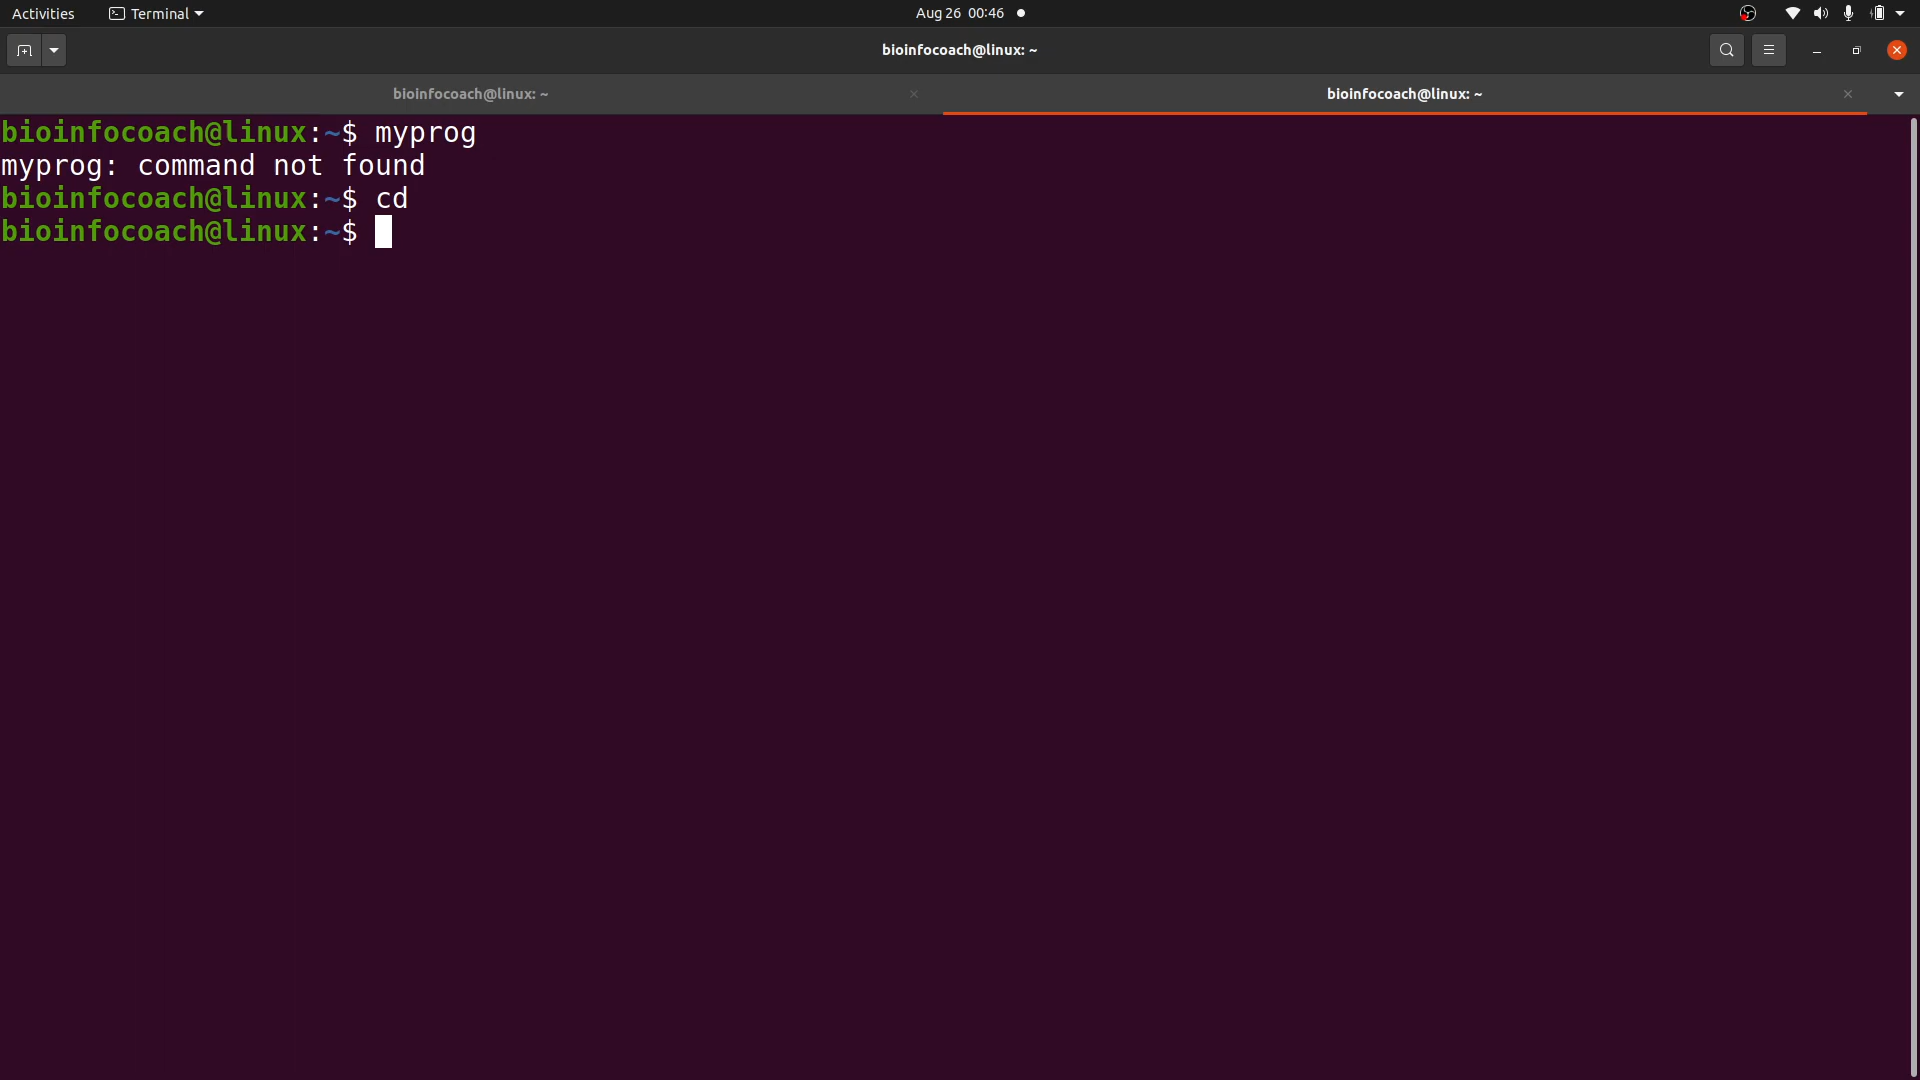 Activities Terminal Aug 26 00:46
bioinfocoach@linux: ~
bioinfocoach@linux: ~ bioinfocoach@linux: ~
bioinfocoach@linux:~$ myprog
myprog: command not found
bioinfocoach@linux:~$ cd
bioinfocoach@linux:~$